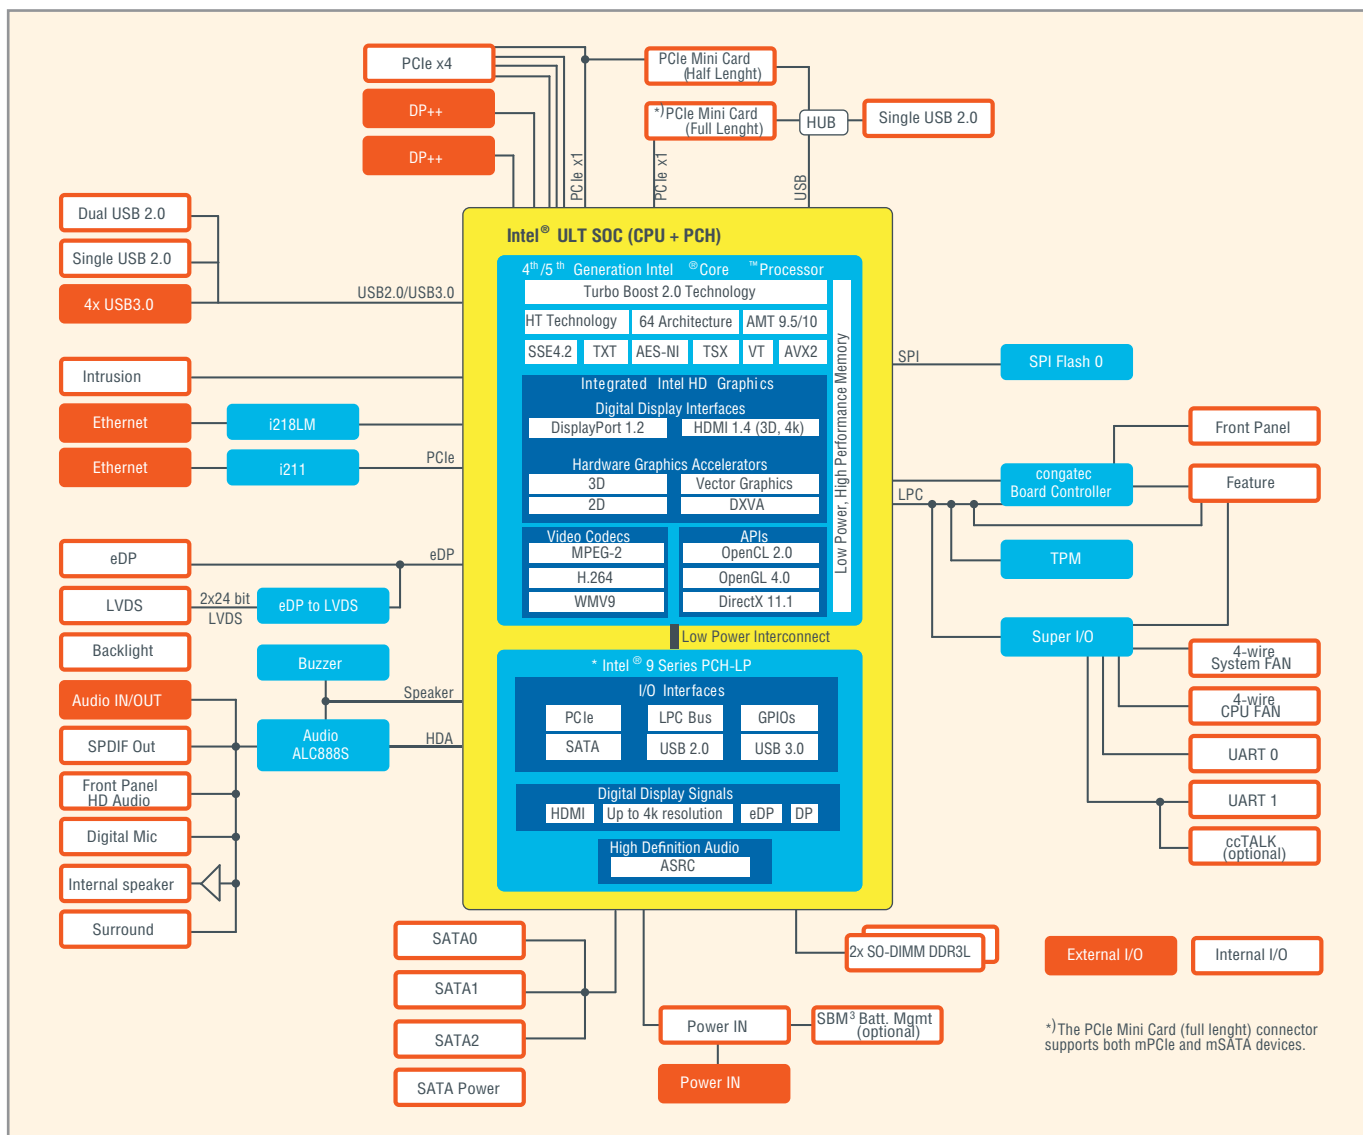 PCIe x4
DP++
DP++
PCIe Mini Card
(Half Lenght)
*)PCIe Mini Card
(Full Lenght)
HUB
Single USB 2.0
PCIe x1
PCIe x1
USB
Dual USB 2.0
Single USB 2.0
4x USB3.0
USB2.0/USB3.0
Intrusion
Ethernet
i218LM
Ethernet
i211
PCIe
eDP
eDP
LVDS
2x24 bit
LVDS
eDP to LVDS
Backlight
Buzzer
Audio IN/OUT
Speaker
SPDIF Out
Audio
ALC888S
HDA
Front Panel
HD Audio
Digital Mic
Internal speaker
Surround
Intel® ULT SOC (CPU + PCH)
4th/5th Generation Intel ®Core ™Processor
Turbo Boost 2.0 Technology
HT Technology
64 Architecture
AMT 9.5/10
SSE4.2
TXT
AES-NI
TSX
VT
AVX2
Low Power, High Performance Memory
Integrated Intel HD Graphics
Digital Display Interfaces
DisplayPort 1.2
HDMI 1.4 (3D, 4k)
Hardware Graphics Accelerators
3D
Vector Graphics
2D
DXVA
Video Codecs
MPEG-2
H.264
WMV9
APIs
OpenCL 2.0
OpenGL 4.0
DirectX 11.1
Low Power Interconnect
* Intel® 9 Series PCH-LP
I/O Interfaces
PCIe
LPC Bus
GPIOs
SATA
USB 2.0
USB 3.0
Digital Display Signals
HDMI
Up to 4k resolution
eDP
DP
High Definition Audio
ASRC
SPI
SPI Flash 0
LPC
congatec
Board Controller
Front Panel
Feature
TPM
Super I/O
4-wire
System FAN
4-wire
CPU FAN
UART 0
UART 1
ccTALK
(optional)
SATA0
SATA1
SATA2
SATA Power
2x SO-DIMM DDR3L
Power IN
SBM³ Batt. Mgmt
(optional)
Power IN
External I/O
Internal I/O
*)The PCIe Mini Card (full lenght) connector
supports both mPCIe and mSATA devices.